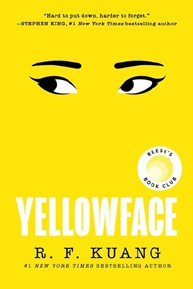 "Hard to put down, harder to forget."
—STEPHEN KING, #1 New York Times bestselling author
REESE'S
BOOK CLUB
YELLOWFACE
R. F. KUANG
#1 NEW YORK TIMES BESTSELLING AUTHOR